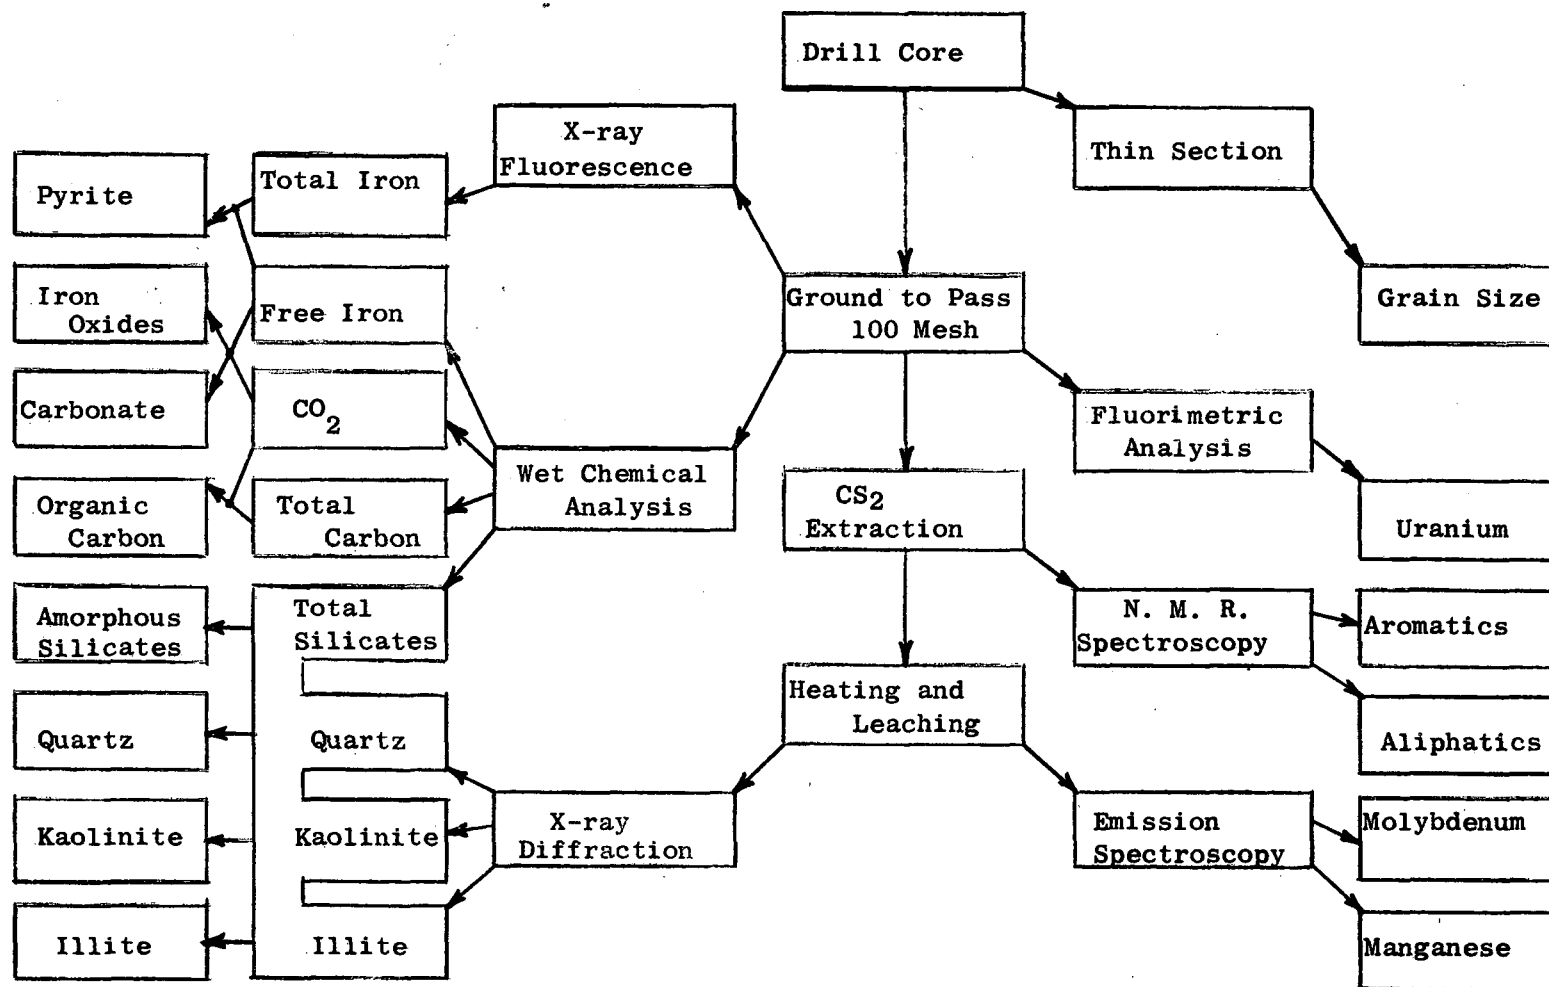 Drill Core
X-ray
Fluorescence
Thin Section
Pyrite
Total Iron
Iron
Oxides
Free Iron
Ground to Pass
100 Mesh
Grain Size
Carbonate
CO2
Fluorimetric
Analysis
Wet Chemical
Analysis
CS2
Extraction
Organic
Carbon
Total
Carbon
Uranium
Amorphous
Silicates
Total
Silicates
N. M. R.
Spectroscopy
Aromatics
Heating and
Leaching
Quartz
Quartz
Aliphatics
Kaolinite
Kaolinite
X-ray
Diffraction
Emission
Spectroscopy
Molybdenum
Illite
Illite
Manganese